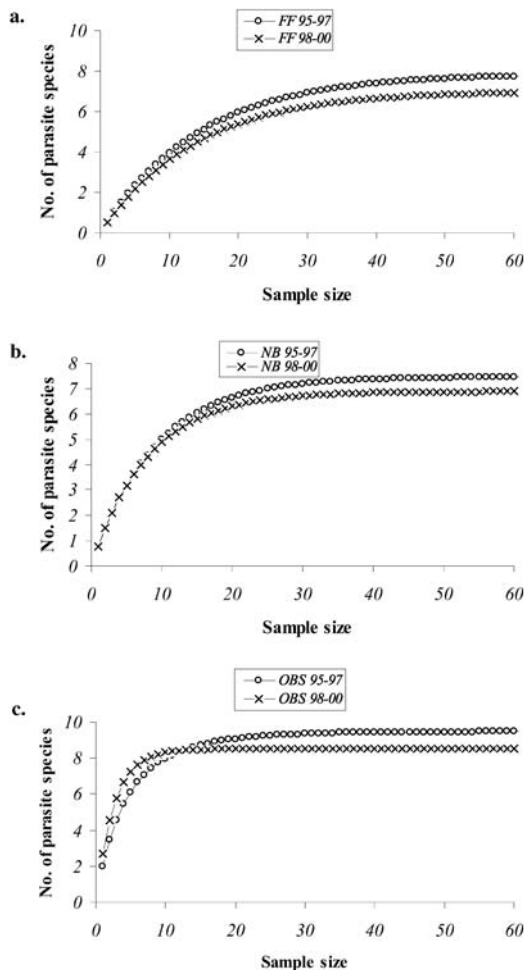 a.
FF 95-97
FF 98-00
No. of parasite species
10
8
6
4
2
0
0 10 20 30 40 50 60
Sample size
b.
NB 95-97
NB 98-00
No. of parasite species
8
7
6
5
4
3
2
1
0
0 10 20 30 40 50 60
Sample size
c.
OBS 95-97
OBS 98-00
No. of parasite species
10
8
6
4
2
0
0 10 20 30 40 50 60
Sample size